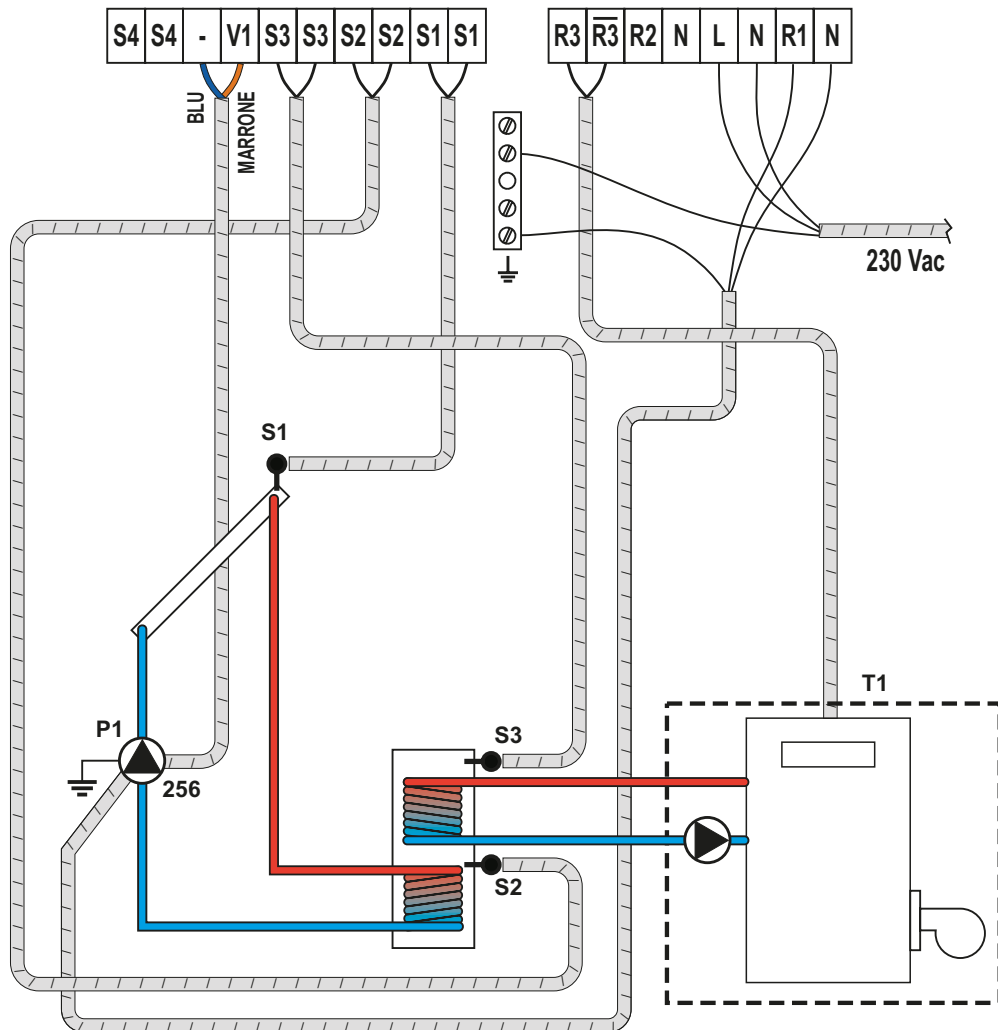 S4 S4 - V1 S3 S3 S2 S2 S1 S1
R3 R̅3̅ R2 N L N R1 N
BLU
MARRONE
230 Vac
S1
T1
P1
S3
256
S2